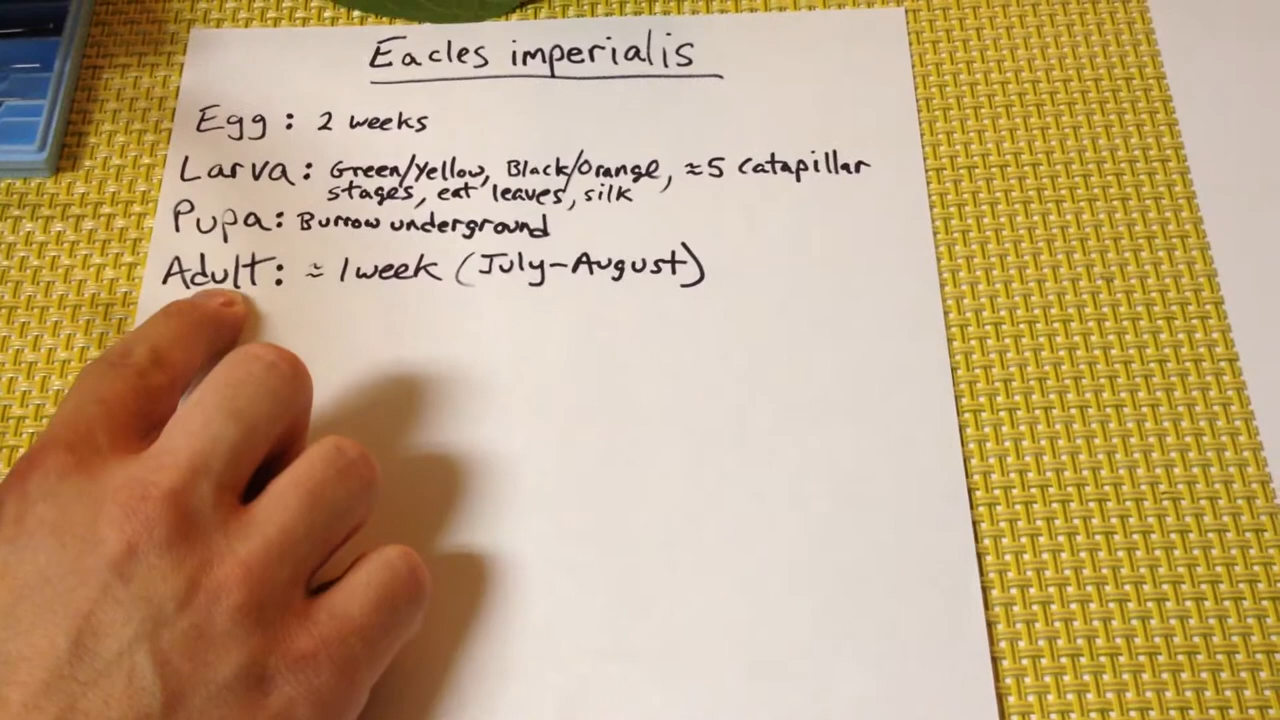 Eacles imperialis
Egg: 2 weeks
Larva: Green/Yellow, Black/Orange, ≈5 catapillar
stages, eat leaves, silk
Pupa: Burrow underground
Adult: ≈ 1 week (July-August)